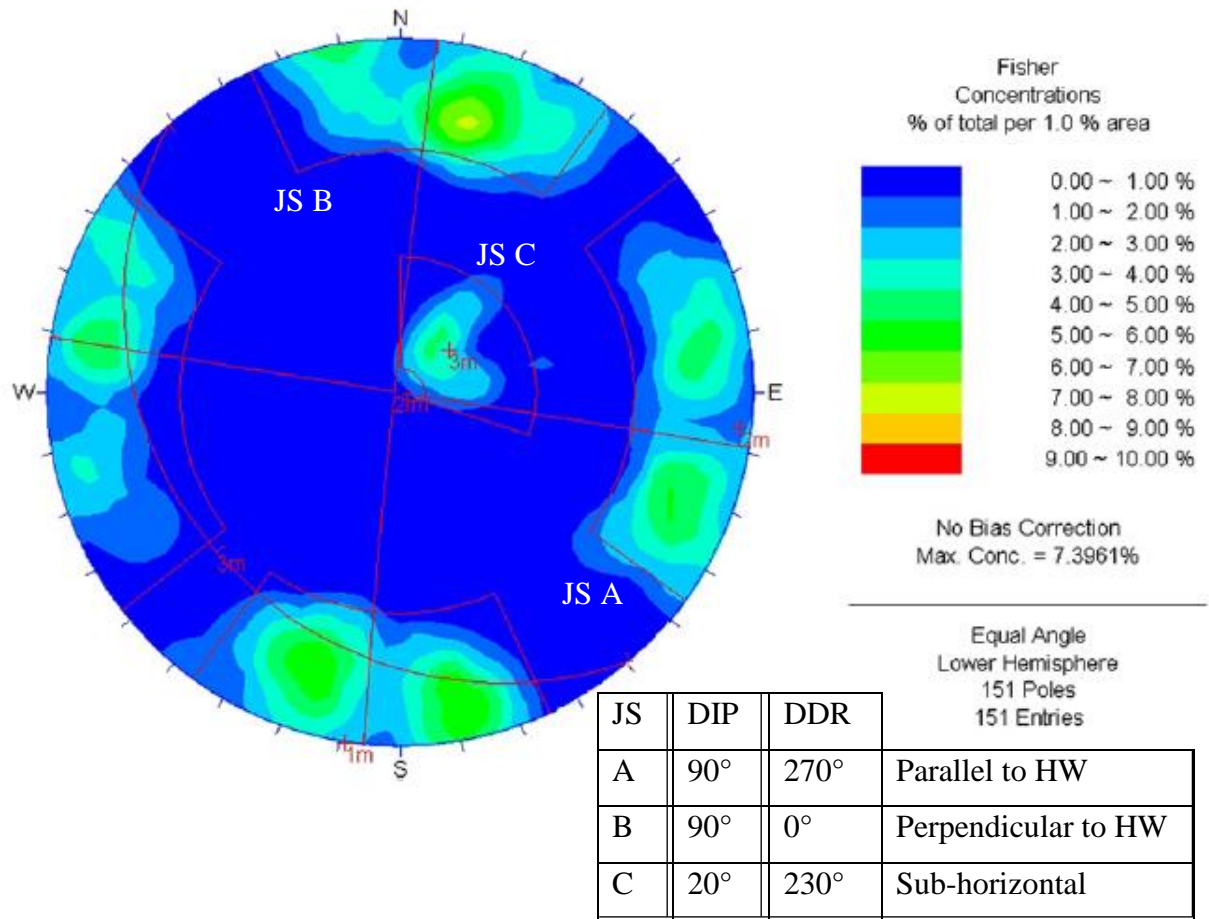 N
JS B
JS C
3m
W
E
2m
3m
JS A
1m
S
Fisher
Concentrations
% of total per 1.0 % area
0.00 ~ 1.00 %
1.00 ~ 2.00 %
2.00 ~ 3.00 %
3.00 ~ 4.00 %
4.00 ~ 5.00 %
5.00 ~ 6.00 %
6.00 ~ 7.00 %
7.00 ~ 8.00 %
8.00 ~ 9.00 %
9.00 ~ 10.00 %
No Bias Correction
Max. Conc. = 7.3961%
Equal Angle
Lower Hemisphere
151 Poles
151 Entries
JS DIP DDR
A 90° 270° Parallel to HW
B 90° 0° Perpendicular to HW
C 20° 230° Sub-horizontal